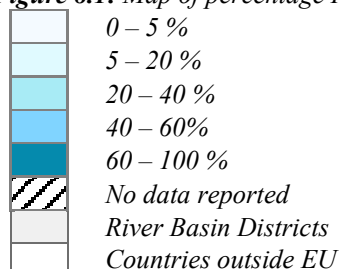 Figure 8.1: Map of percentage
0 – 5 %
5 – 20 %
20 – 40 %
40 – 60%
60 – 100 %
No data reported
River Basin Districts
Countries outside EU